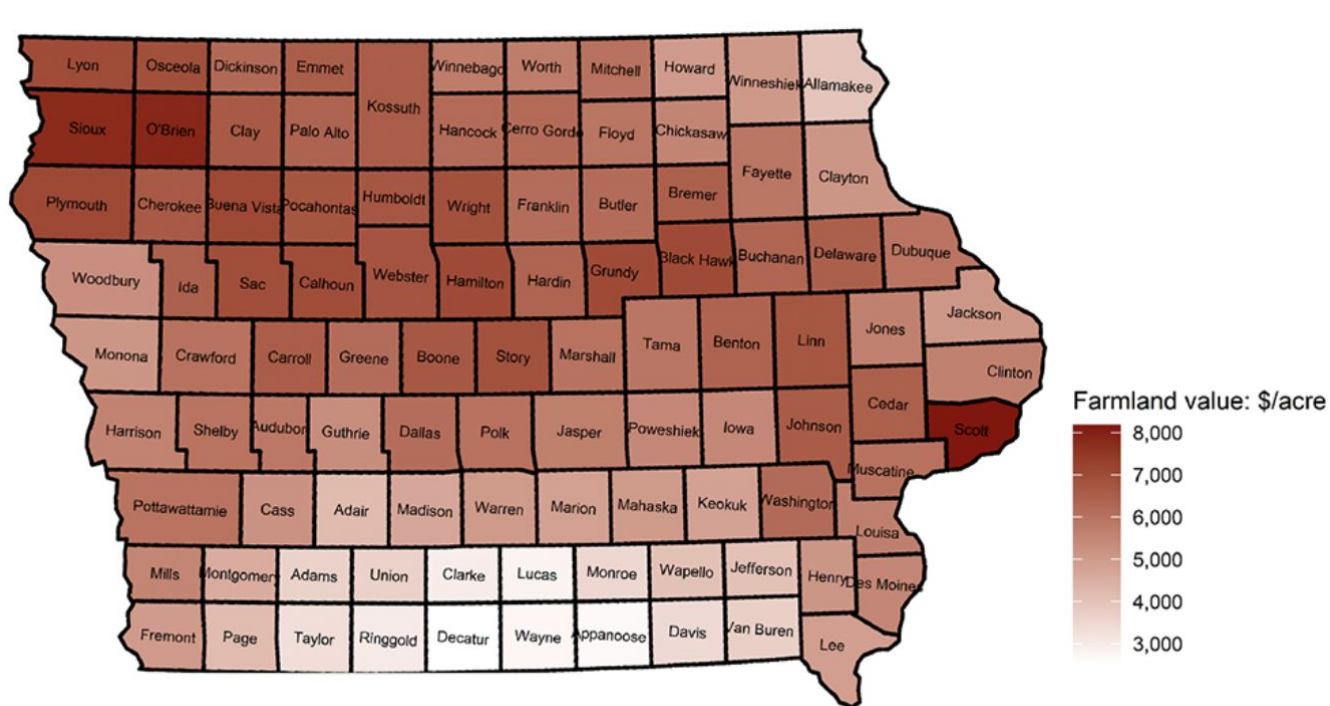 Lyon Osceola Dickinson Emmet Winnebago Worth Mitchell Howard Winneshiek Allamakee
Kossuth
Sioux O'Brien Clay Palo Alto Hancock Cerro Gordo Floyd Chickasaw
Fayette Clayton
Plymouth Cherokee Buena Vista Pocahontas Humboldt Wright Franklin Butler Bremer
Woodbury Ida Sac Calhoun Webster Hamilton Hardin Grundy Black Hawk Buchanan Delaware Dubuque
Jackson
Monona Crawford Carroll Greene Boone Story Marshall Tama Benton Linn Jones
Clinton
Harrison Shelby Audubon Guthrie Dallas Polk Jasper Poweshiek Iowa Johnson Cedar Scott
Muscatine
Pottawattamie Cass Adair Madison Warren Marion Mahaska Keokuk Washington
Louisa
Mills Montgomery Adams Union Clarke Lucas Monroe Wapello Jefferson Henry Des Moines
Fremont Page Taylor Ringgold Decatur Wayne Appanoose Davis Van Buren Lee
Farmland value: $/acre
8,000
7,000
6,000
5,000
4,000
3,000